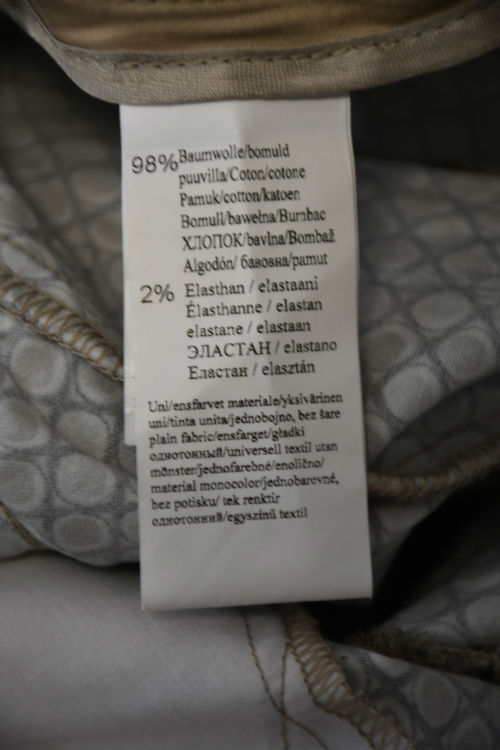 98% Baumwolle/bomuld
puuvilla/Coton/cotone
Pamuk/cotton/katoen
Bomull/bawełna/Bumbac
ХЛОПОК/bavlna/Bombaž
Algodón/ бавовна/pamut
2% Elasthan / elastaani
Élasthanne / elastan
elastane / elastaan
ЭЛАСТАН / elastano
Еластан / elasztán
Uni/ensfarvet materiale/yksivärinen
uni/tinta unita/jednobojno, bez šare
plain fabric/ensfarget/gładki
однотонный/universell textil utan
mönster/jednofarebné/enolično/
material monocolor/jednobarevné,
bez potisku/ tek renktir
однотонний/egyszínű textil